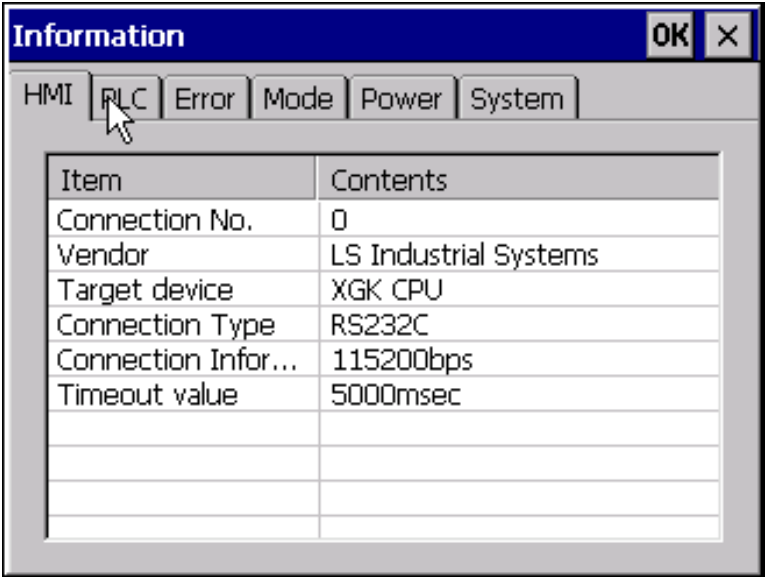 Information OK ×
HMI PLC Error Mode Power System
Item Contents
Connection No. 0
Vendor LS Industrial Systems
Target device XGK CPU
Connection Type RS232C
Connection Infor... 115200bps
Timeout value 5000msec